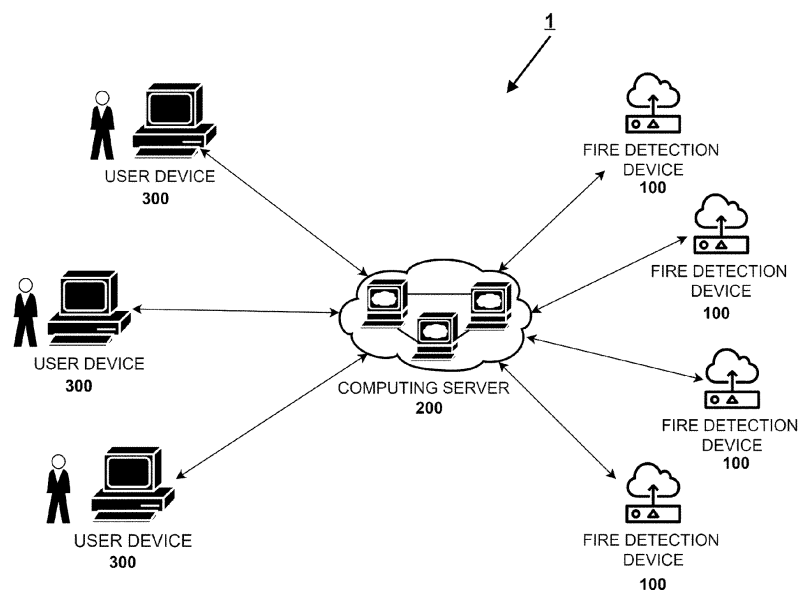 1
USER DEVICE
300
FIRE DETECTION
DEVICE
100
FIRE DETECTION
DEVICE
100
USER DEVICE
300
COMPUTING SERVER
200
FIRE DETECTION
DEVICE
100
USER DEVICE
300
FIRE DETECTION
DEVICE
100